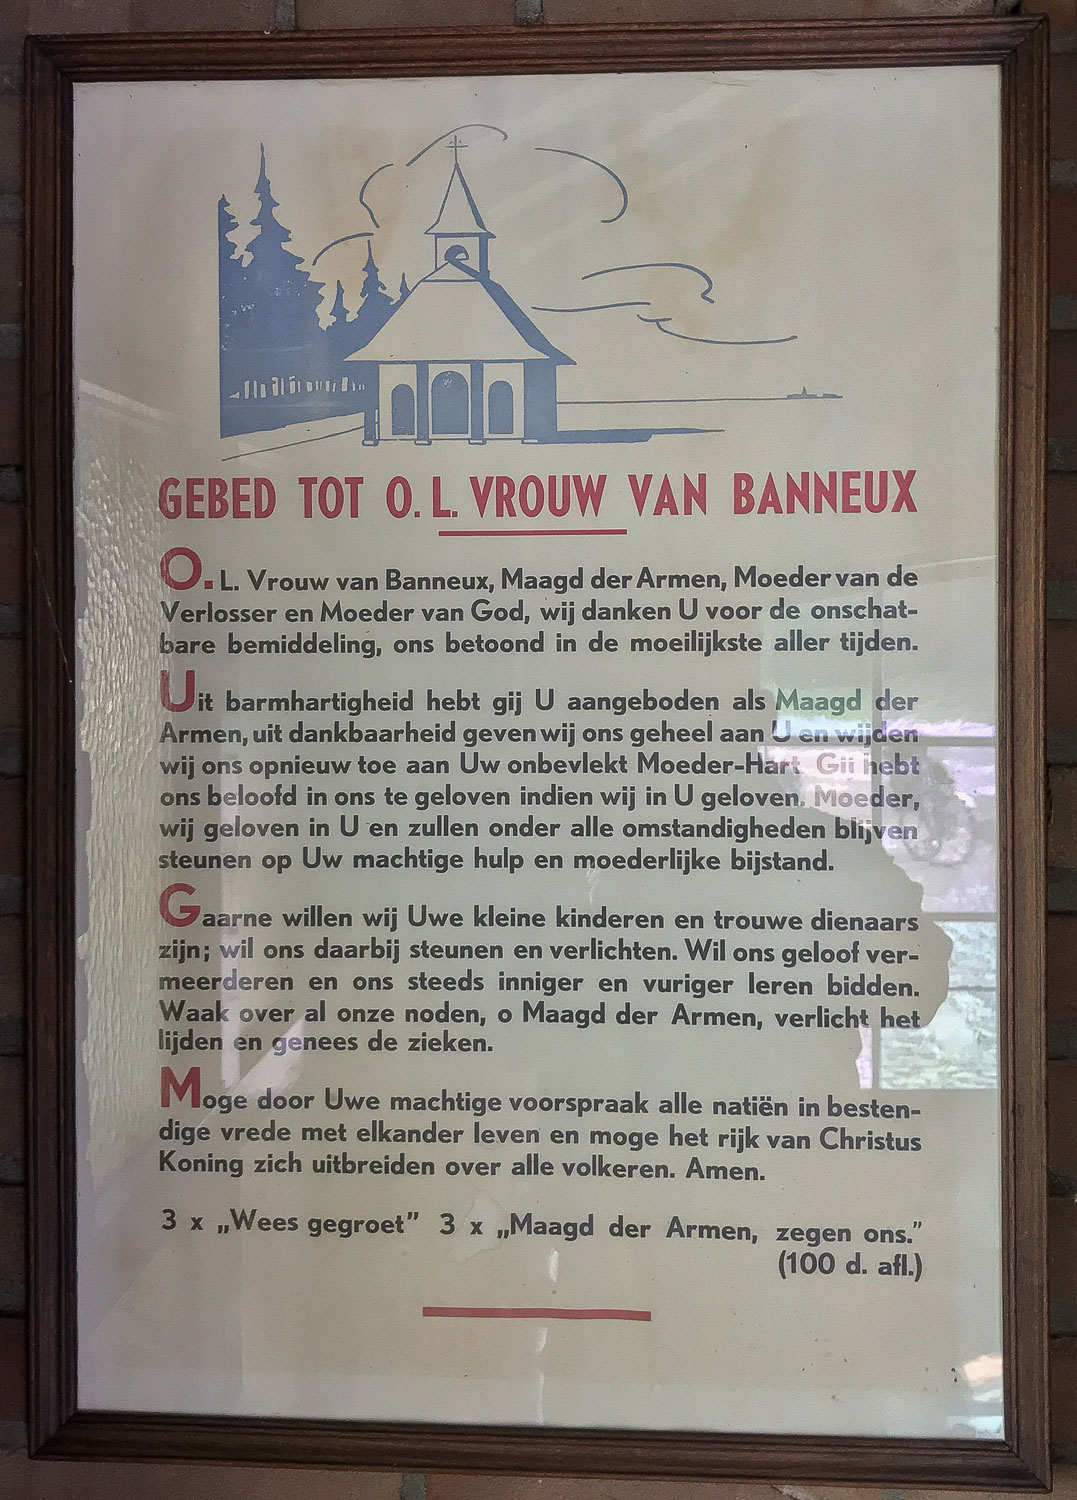 GEBED TOT O. L. VROUW VAN BANNEUX
O. L. Vrouw van Banneux, Maagd der Armen, Moeder van de
Verlosser en Moeder van God, wij danken U voor de onschat-
bare bemiddeling, ons betoond in de moeilijkste aller tijden.
Uit barmhartigheid hebt gij U aangeboden als Maagd der
Armen, uit dankbaarheid geven wij ons geheel aan U en wijden
wij ons opnieuw toe aan Uw onbevlekt Moeder-Hart Gij hebt
ons beloofd in ons te geloven indien wij in U geloven. Moeder,
wij geloven in U en zullen onder alle omstandigheden blijven
steunen op Uw machtige hulp en moederlijke bijstand.
Gaarne willen wij Uwe kleine kinderen en trouwe dienaars
zijn; wil ons daarbij steunen en verlichten. Wil ons geloof ver-
meerderen en ons steeds inniger en vuriger leren bidden.
Waak over al onze noden, o Maagd der Armen, verlicht het
lijden en genees de zieken.
Moge door Uwe machtige voorspraak alle natiën in besten-
dige vrede met elkander leven en moge het rijk van Christus
Koning zich uitbreiden over alle volkeren. Amen.
3 x „Wees gegroet” 3 x „Maagd der Armen, zegen ons.”
(100 d. afl.)